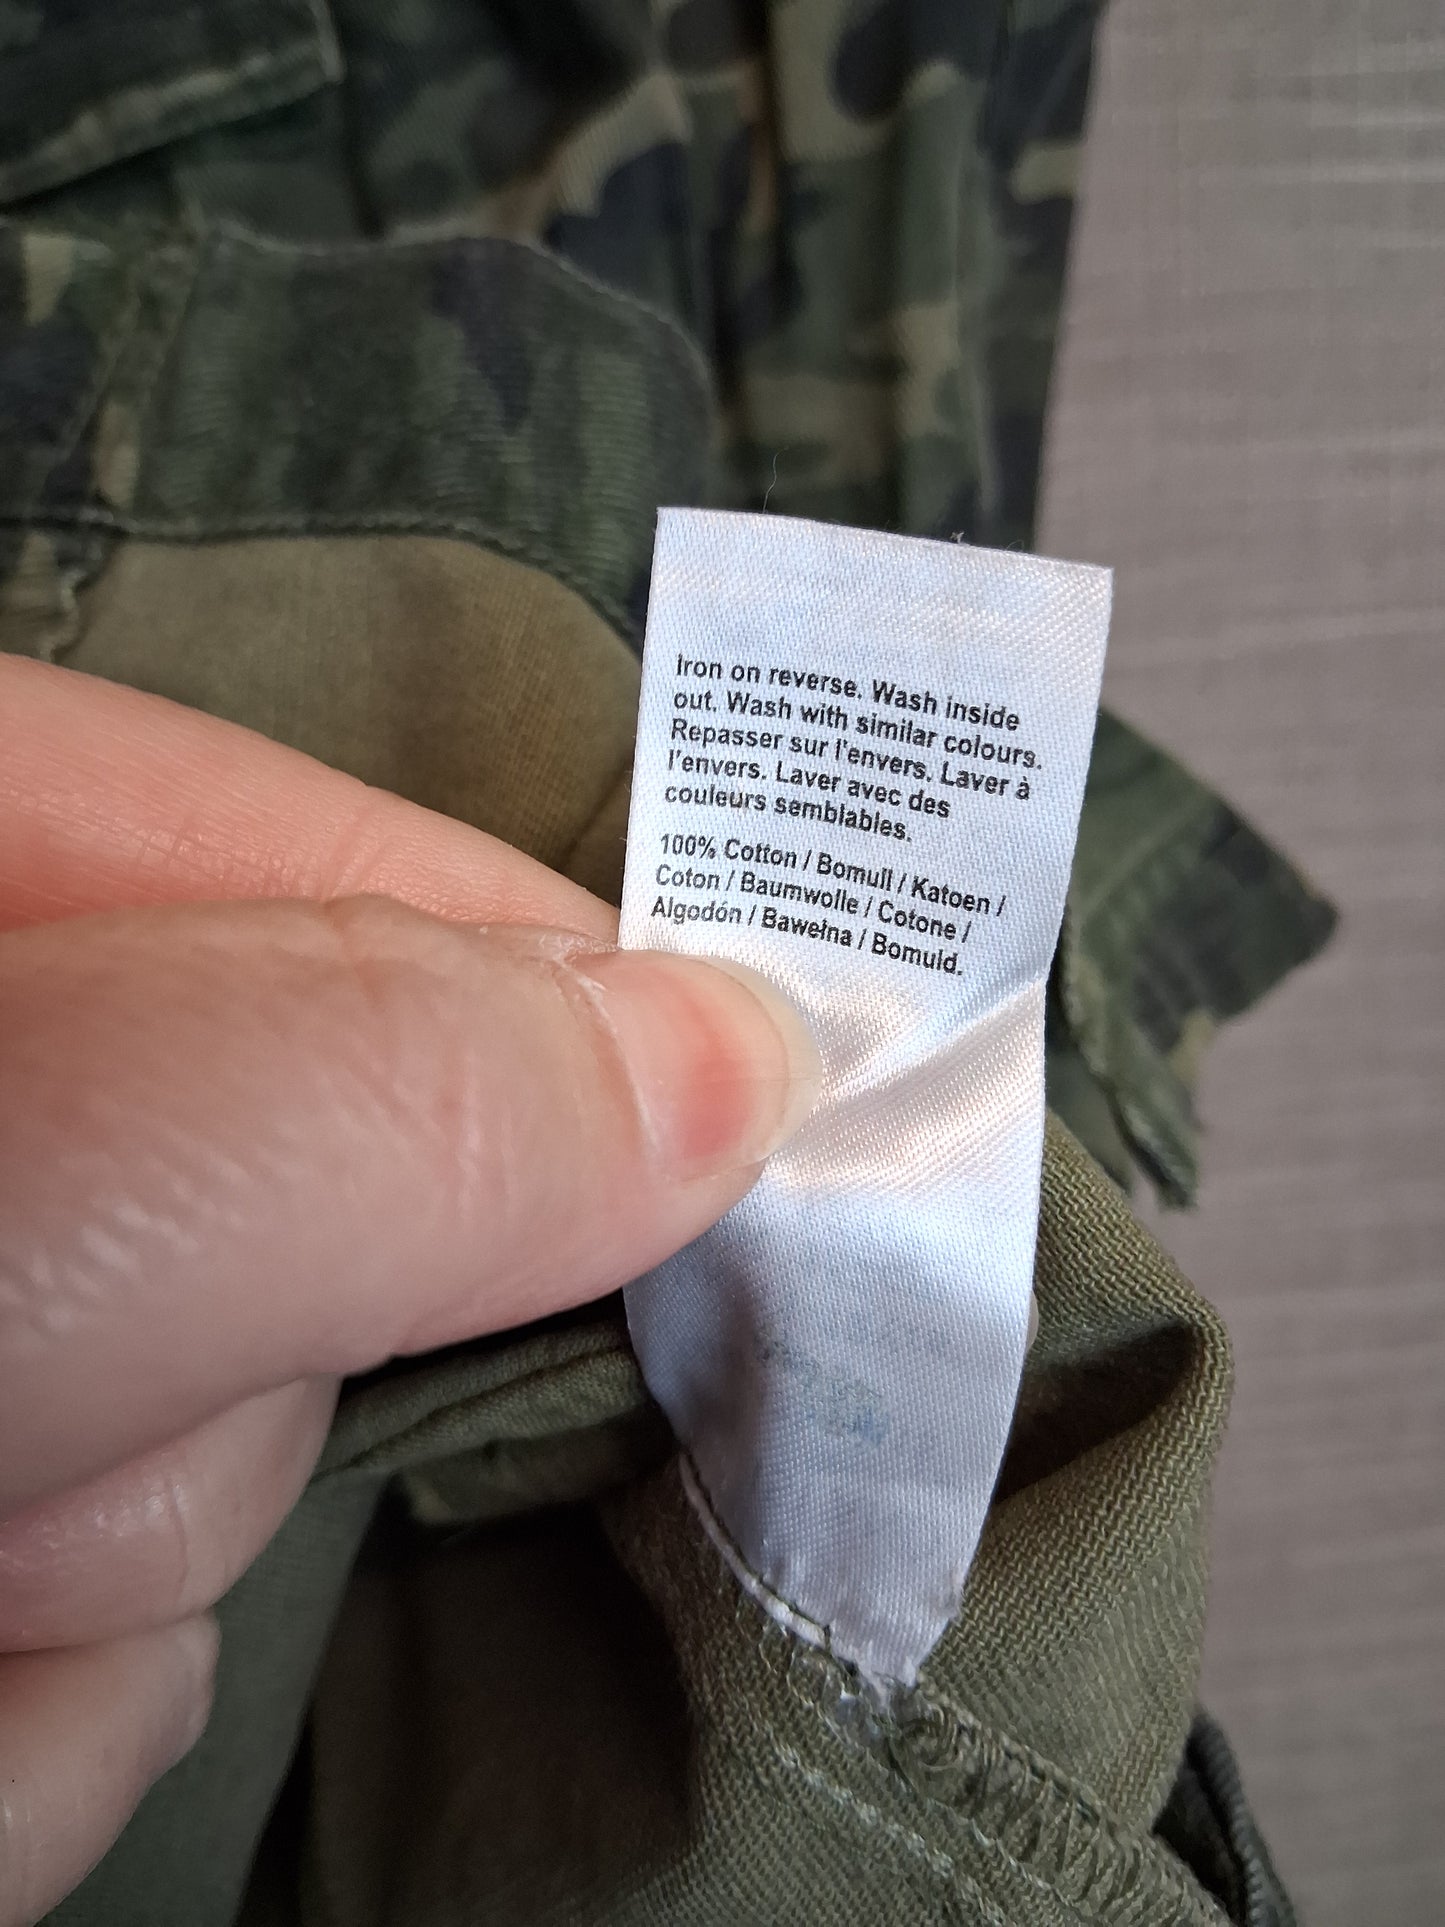 Iron on reverse. Wash inside
out. Wash with similar colours.
Repasser sur l'envers. Laver à
l'envers. Laver avec des
couleurs semblables.
100% Cotton / Bomull / Katoen /
Coton / Baumwolle / Cotone /
Algodón / Bawełna / Bomuld.